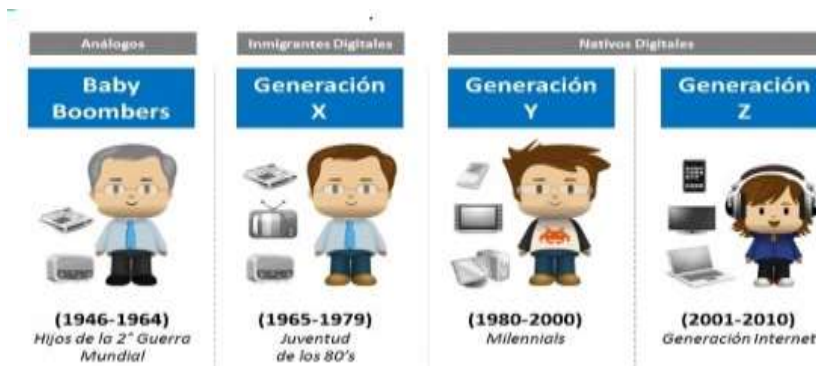 Análogos
Inmigrantes Digitales
Nativos Digitales
Baby
Boombers
Generación
X
Generación
Y
Generación
Z
(1946-1964)
Hijos de la 2° Guerra
Mundial
(1965-1979)
Juventud
de los 80's
(1980-2000)
Milennials
(2001-2010)
Generación Internet